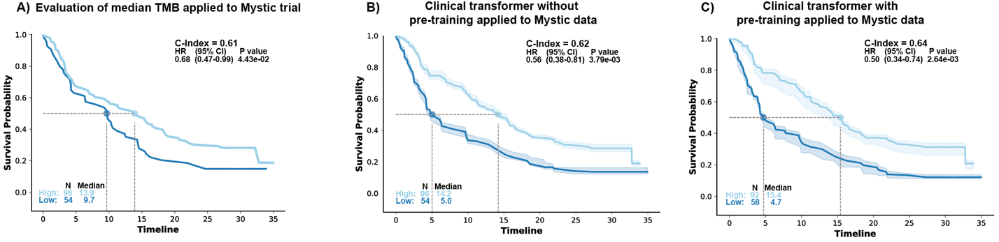 A) Evaluation of median TMB applied to Mystic trial
C-Index = 0.61
HR (95% CI) P value
0.68 (0.47-0.99) 4.43e-02
Survival Probability
1.0
0.8
0.6
0.4
0.2
0.0
N Median
High: 96 13.9
Low: 54 9.7
0 5 10 15 20 25 30 35
Timeline
B) Clinical transformer without
pre-training applied to Mystic data
C-Index = 0.62
HR (95% CI) P value
0.56 (0.38-0.81) 3.79e-03
Survival Probability
1.0
0.8
0.6
0.4
0.2
0.0
N Median
High: 96 14.2
Low: 54 5.0
0 5 10 15 20 25 30 35
Timeline
C) Clinical transformer with
pre-training applied to Mystic data
C-Index = 0.64
HR (95% CI) P value
0.50 (0.34-0.74) 2.64e-03
Survival Probability
1.0
0.8
0.6
0.4
0.2
0.0
N Median
High: 92 15.4
Low: 58 4.7
0 5 10 15 20 25 30 35
Timeline